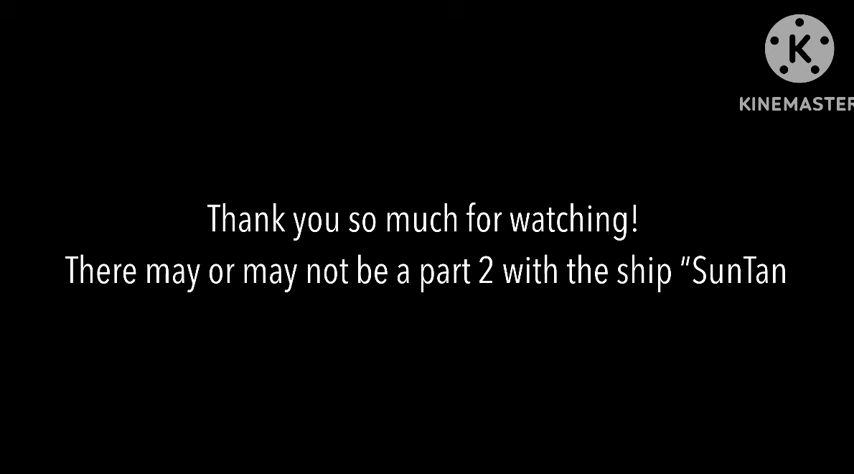 K
KINEMASTER
Thank you so much for watching!
There may or may not be a part 2 with the ship “SunTan